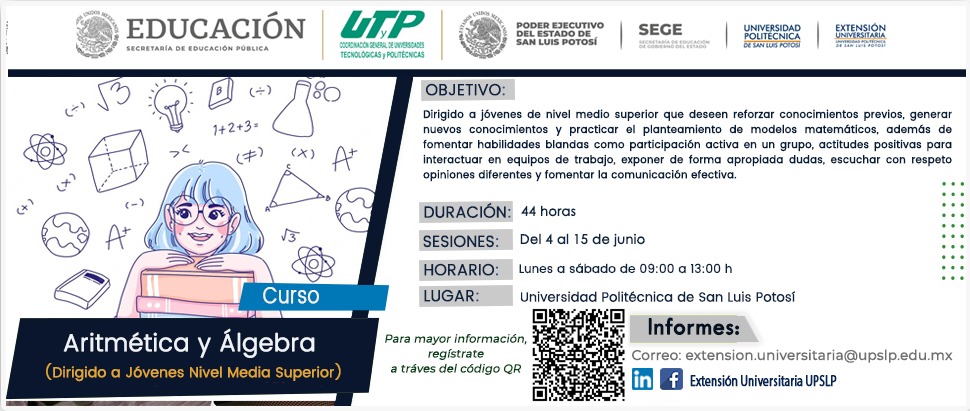 EDUCACIÓN
SECRETARÍA DE EDUCACIÓN PÚBLICA
UTyP
COORDINACIÓN GENERAL DE UNIVERSIDADES
TECNOLÓGICAS y POLITÉCNICAS
PODER EJECUTIVO
DEL ESTADO DE
SAN LUIS POTOSÍ
SEGE
SECRETARÍA DE EDUCACIÓN
DE GOBIERNO DEL ESTADO
UNIVERSIDAD
POLITÉCNICA
DE SAN LUIS POTOSÍ
EXTENSIÓN
UNIVERSITARIA
UNIVERSIDAD POLITÉCNICA
DE SAN LUIS POTOSÍ
(÷) √3 (÷)
1+2+3=
>< (≠) (×) A+
(×)
(+) (-)
A+
√3
OBJETIVO:
Dirigido a jóvenes de nivel medio superior que deseen reforzar conocimientos previos, generar
nuevos conocimientos y practicar el planteamiento de modelos matemáticos, además de
fomentar habilidades blandas como participación activa en un grupo, actitudes positivas para
interactuar en equipos de trabajo, exponer de forma apropiada dudas, escuchar con respeto
opiniones diferentes y fomentar la comunicación efectiva.
DURACIÓN: 44 horas
SESIONES: Del 4 al 15 de junio
HORARIO: Lunes a sábado de 09:00 a 13:00 h
LUGAR: Universidad Politécnica de San Luis Potosí
Curso
Aritmética y Álgebra
(Dirigido a Jóvenes Nivel Media Superior)
Para mayor información,
regístrate
a tráves del código QR
Informes:
Correo: extension.universitaria@upslp.edu.mx
in f Extensión Universitaria UPSLP